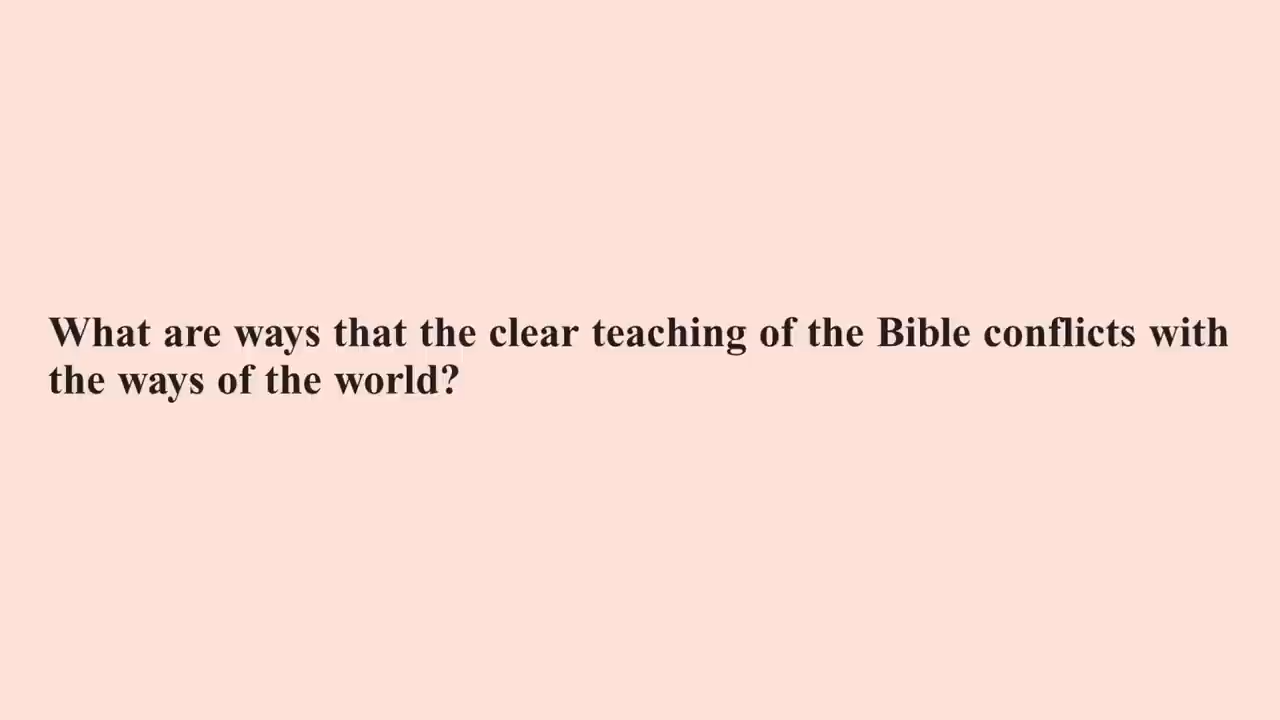 What are ways that the clear teaching of the Bible conflicts with
the ways of the world?